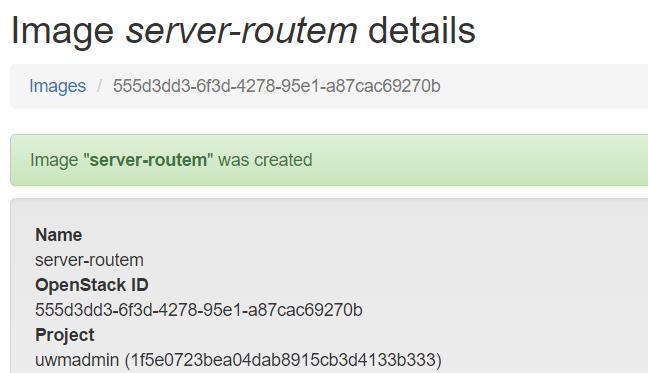 Image server-routem details
Images / 555d3dd3-6f3d-4278-95e1-a87cac69270b
Image "server-routem" was created
Name
server-routem
OpenStack ID
555d3dd3-6f3d-4278-95e1-a87cac69270b
Project
uwmadmin (1f5e0723bea04dab8915cb3d4133b333)